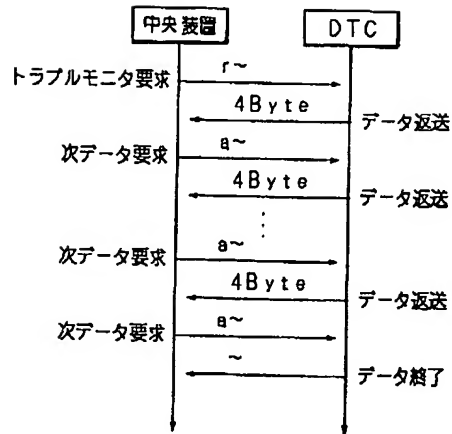 中央装置
DTC
トラブルモニタ要求
r~
4Byte
データ返送
次データ要求
a~
4Byte
データ返送
⋮
次データ要求
a~
4Byte
データ返送
次データ要求
a~
~
データ終了